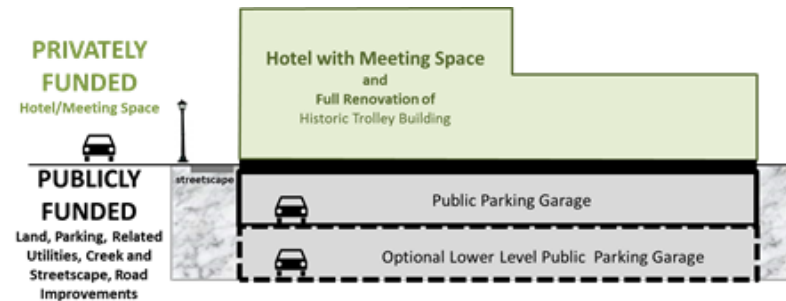 PRIVATELY
FUNDED
Hotel/Meeting Space
Hotel with Meeting Space
and
Full Renovation of
Historic Trolley Building
PUBLICLY
FUNDED
Land, Parking, Related
Utilities, Creek and
Streetscape, Road
Improvements
streetscape
Public Parking Garage
Optional Lower Level Public Parking Garage